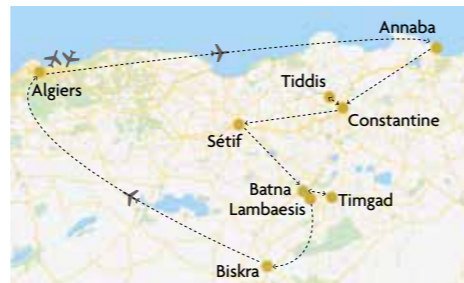 Annaba
Algiers
Tiddis
Constantine
Sétif
Batna
Lambaesis
Timgad
Biskra